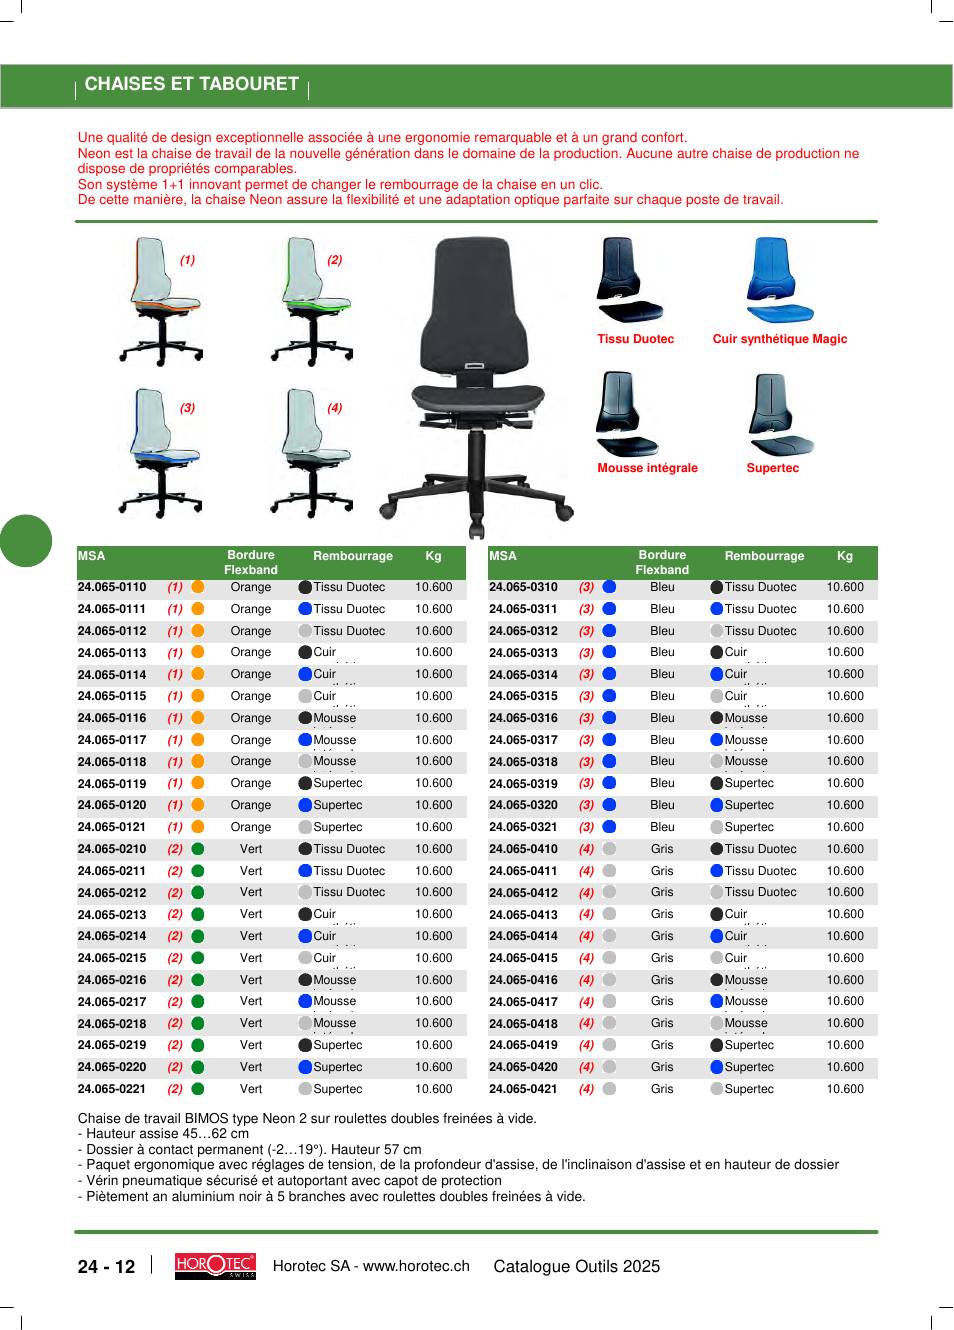 CHAISES ET TABOURET
Une qualité de design exceptionnelle associée à une ergonomie remarquable et à un grand confort.
Neon est la chaise de travail de la nouvelle génération dans le domaine de la production. Aucune autre chaise de production ne
dispose de propriétés comparables.
Son système 1+1 innovant permet de changer le rembourrage de la chaise en un clic.
De cette manière, la chaise Neon assure la flexibilité et une adaptation optique parfaite sur chaque poste de travail.
(1)
(2)
(3)
(4)
Tissu Duotec
Cuir synthétique Magic
Mousse intégrale
Supertec
MSA Bordure Flexband Rembourrage Kg
24.065-0110 (1) Orange Tissu Duotec 10.600
24.065-0111 (1) Orange Tissu Duotec 10.600
24.065-0112 (1) Orange Tissu Duotec 10.600
24.065-0113 (1) Orange Cuir 10.600
24.065-0114 (1) Orange Cuir 10.600
24.065-0115 (1) Orange Cuir 10.600
24.065-0116 (1) Orange Mousse 10.600
24.065-0117 (1) Orange Mousse 10.600
24.065-0118 (1) Orange Mousse 10.600
24.065-0119 (1) Orange Supertec 10.600
24.065-0120 (1) Orange Supertec 10.600
24.065-0121 (1) Orange Supertec 10.600
24.065-0210 (2) Vert Tissu Duotec 10.600
24.065-0211 (2) Vert Tissu Duotec 10.600
24.065-0212 (2) Vert Tissu Duotec 10.600
24.065-0213 (2) Vert Cuir 10.600
24.065-0214 (2) Vert Cuir 10.600
24.065-0215 (2) Vert Cuir 10.600
24.065-0216 (2) Vert Mousse 10.600
24.065-0217 (2) Vert Mousse 10.600
24.065-0218 (2) Vert Mousse 10.600
24.065-0219 (2) Vert Supertec 10.600
24.065-0220 (2) Vert Supertec 10.600
24.065-0221 (2) Vert Supertec 10.600
MSA Bordure Flexband Rembourrage Kg
24.065-0310 (3) Bleu Tissu Duotec 10.600
24.065-0311 (3) Bleu Tissu Duotec 10.600
24.065-0312 (3) Bleu Tissu Duotec 10.600
24.065-0313 (3) Bleu Cuir 10.600
24.065-0314 (3) Bleu Cuir 10.600
24.065-0315 (3) Bleu Cuir 10.600
24.065-0316 (3) Bleu Mousse 10.600
24.065-0317 (3) Bleu Mousse 10.600
24.065-0318 (3) Bleu Mousse 10.600
24.065-0319 (3) Bleu Supertec 10.600
24.065-0320 (3) Bleu Supertec 10.600
24.065-0321 (3) Bleu Supertec 10.600
24.065-0410 (4) Gris Tissu Duotec 10.600
24.065-0411 (4) Gris Tissu Duotec 10.600
24.065-0412 (4) Gris Tissu Duotec 10.600
24.065-0413 (4) Gris Cuir 10.600
24.065-0414 (4) Gris Cuir 10.600
24.065-0415 (4) Gris Cuir 10.600
24.065-0416 (4) Gris Mousse 10.600
24.065-0417 (4) Gris Mousse 10.600
24.065-0418 (4) Gris Mousse 10.600
24.065-0419 (4) Gris Supertec 10.600
24.065-0420 (4) Gris Supertec 10.600
24.065-0421 (4) Gris Supertec 10.600
Chaise de travail BIMOS type Neon 2 sur roulettes doubles freinées à vide.
- Hauteur assise 45…62 cm
- Dossier à contact permanent (-2…19°). Hauteur 57 cm
- Paquet ergonomique avec réglages de tension, de la profondeur d'assise, de l'inclinaison d'assise et en hauteur de dossier
- Vérin pneumatique sécurisé et autoportant avec capot de protection
- Piètement an aluminium noir à 5 branches avec roulettes doubles freinées à vide.
24 - 12
HOROTEC
SWISS
Horotec SA - www.horotec.ch
Catalogue Outils 2025